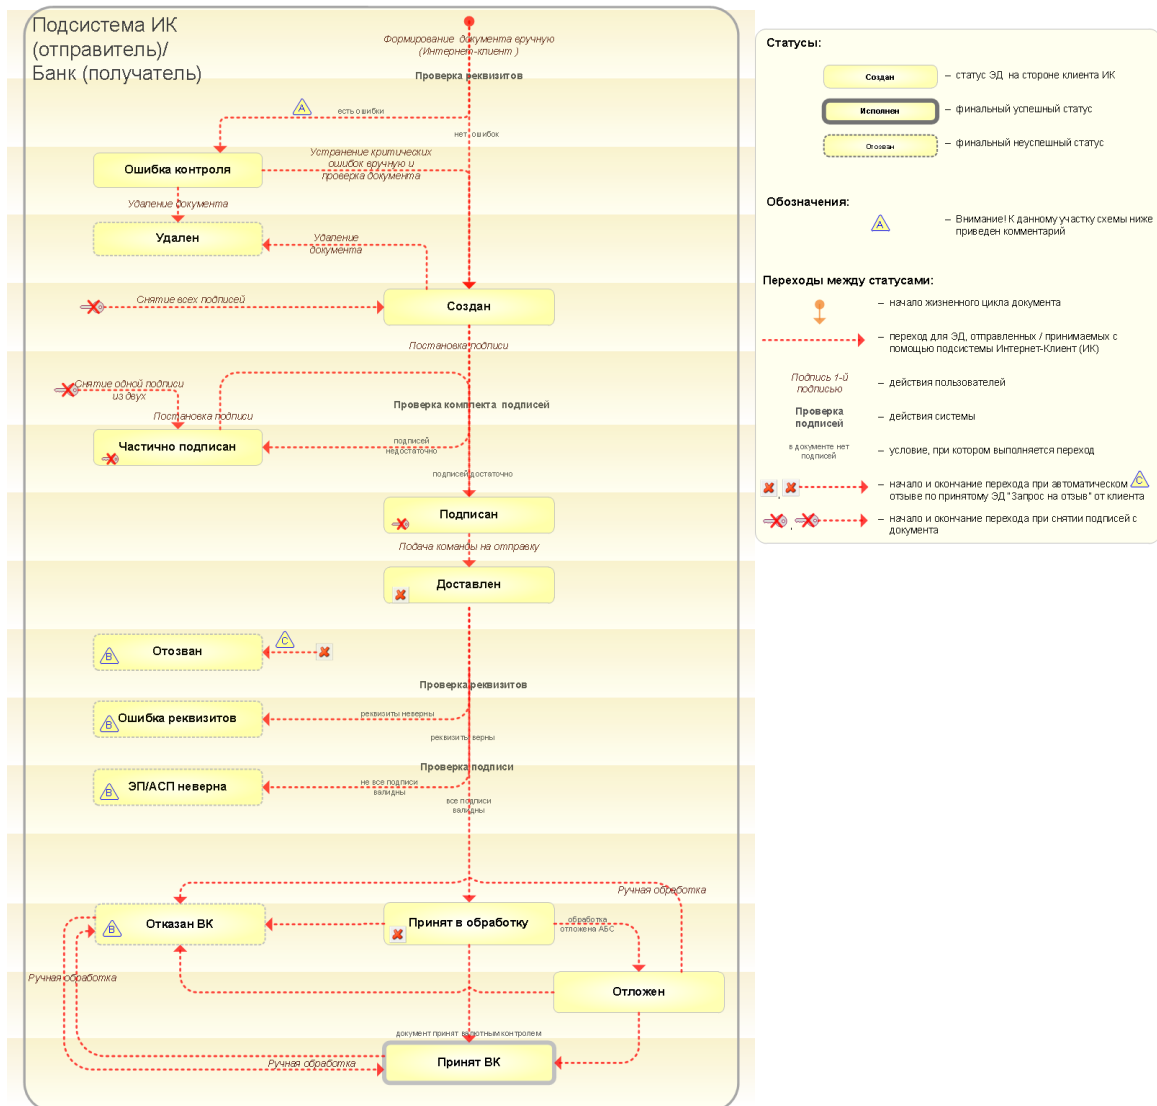 Подсистема ИК
(отправитель)/
Банк (получатель)
Формирование документа вручную
(Интернет-клиент )
Проверка реквизитов
A
есть ошибки
нет ошибок
Ошибка контроля
Устранение критических
ошибок вручную и
проверка документа
Удаление документа
Удален
Удаление
документа
Снятие всех подписей
Создан
Постановка подписи
Снятие одной подписи
из двух
Постановка подписи
Проверка комплекта подписей
Частично подписан
подписей
недостаточно
подписей достаточно
Подписан
Подача команды на отправку
Доставлен
C
B
Отозван
Проверка реквизитов
B
Ошибка реквизитов
реквизиты неверны
реквизиты верны
Проверка подписи
B
ЭП/АСП неверна
не все подписи
валидны
все подписи
валидны
Ручная обработка
B
Отказан ВК
Принят в обработку
обработка
отложена АБС
Ручная обработка
Отложен
документ принят валютным контролем
Ручная обработка
Принят ВК
Статусы:
Создан
– статус ЭД на стороне клиента ИК
Исполнен
– финальный успешный статус
Отозван
– финальный неуспешный статус
Обозначения:
A
– Внимание! К данному участку схемы ниже
приведен комментарий
Переходы между статусами:
– начало жизненного цикла документа
– переход для ЭД, отправленных / принимаемых с
помощью подсистемы Интернет-Клиент (ИК)
Подпись 1-й
подписью
– действия пользователей
Проверка
подписей
– действия системы
в документе нет
подписей
– условие, при котором выполняется переход
,
– начало и окончание перехода при автоматическом
C
отзыве по принятому ЭД "Запрос на отзыв" от клиента
,
– начало и окончание перехода при снятии подписей с
документа